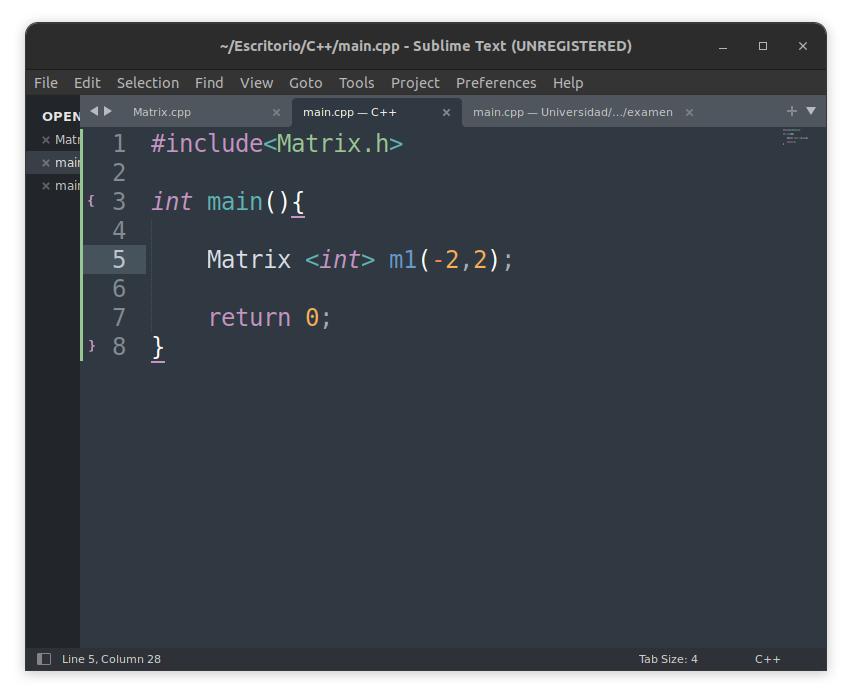 ~/Escritorio/C++/main.cpp - Sublime Text (UNREGISTERED)
File Edit Selection Find View Goto Tools Project Preferences Help
OPEN
Matr
main
main
Matrix.cpp
main.cpp — C++
main.cpp — Universidad/.../examen
1 #include<Matrix.h>
2
{ 3 int main(){
4
5 Matrix <int> m1(-2,2);
6
7 return 0;
} 8 }
Line 5, Column 28
Tab Size: 4
C++